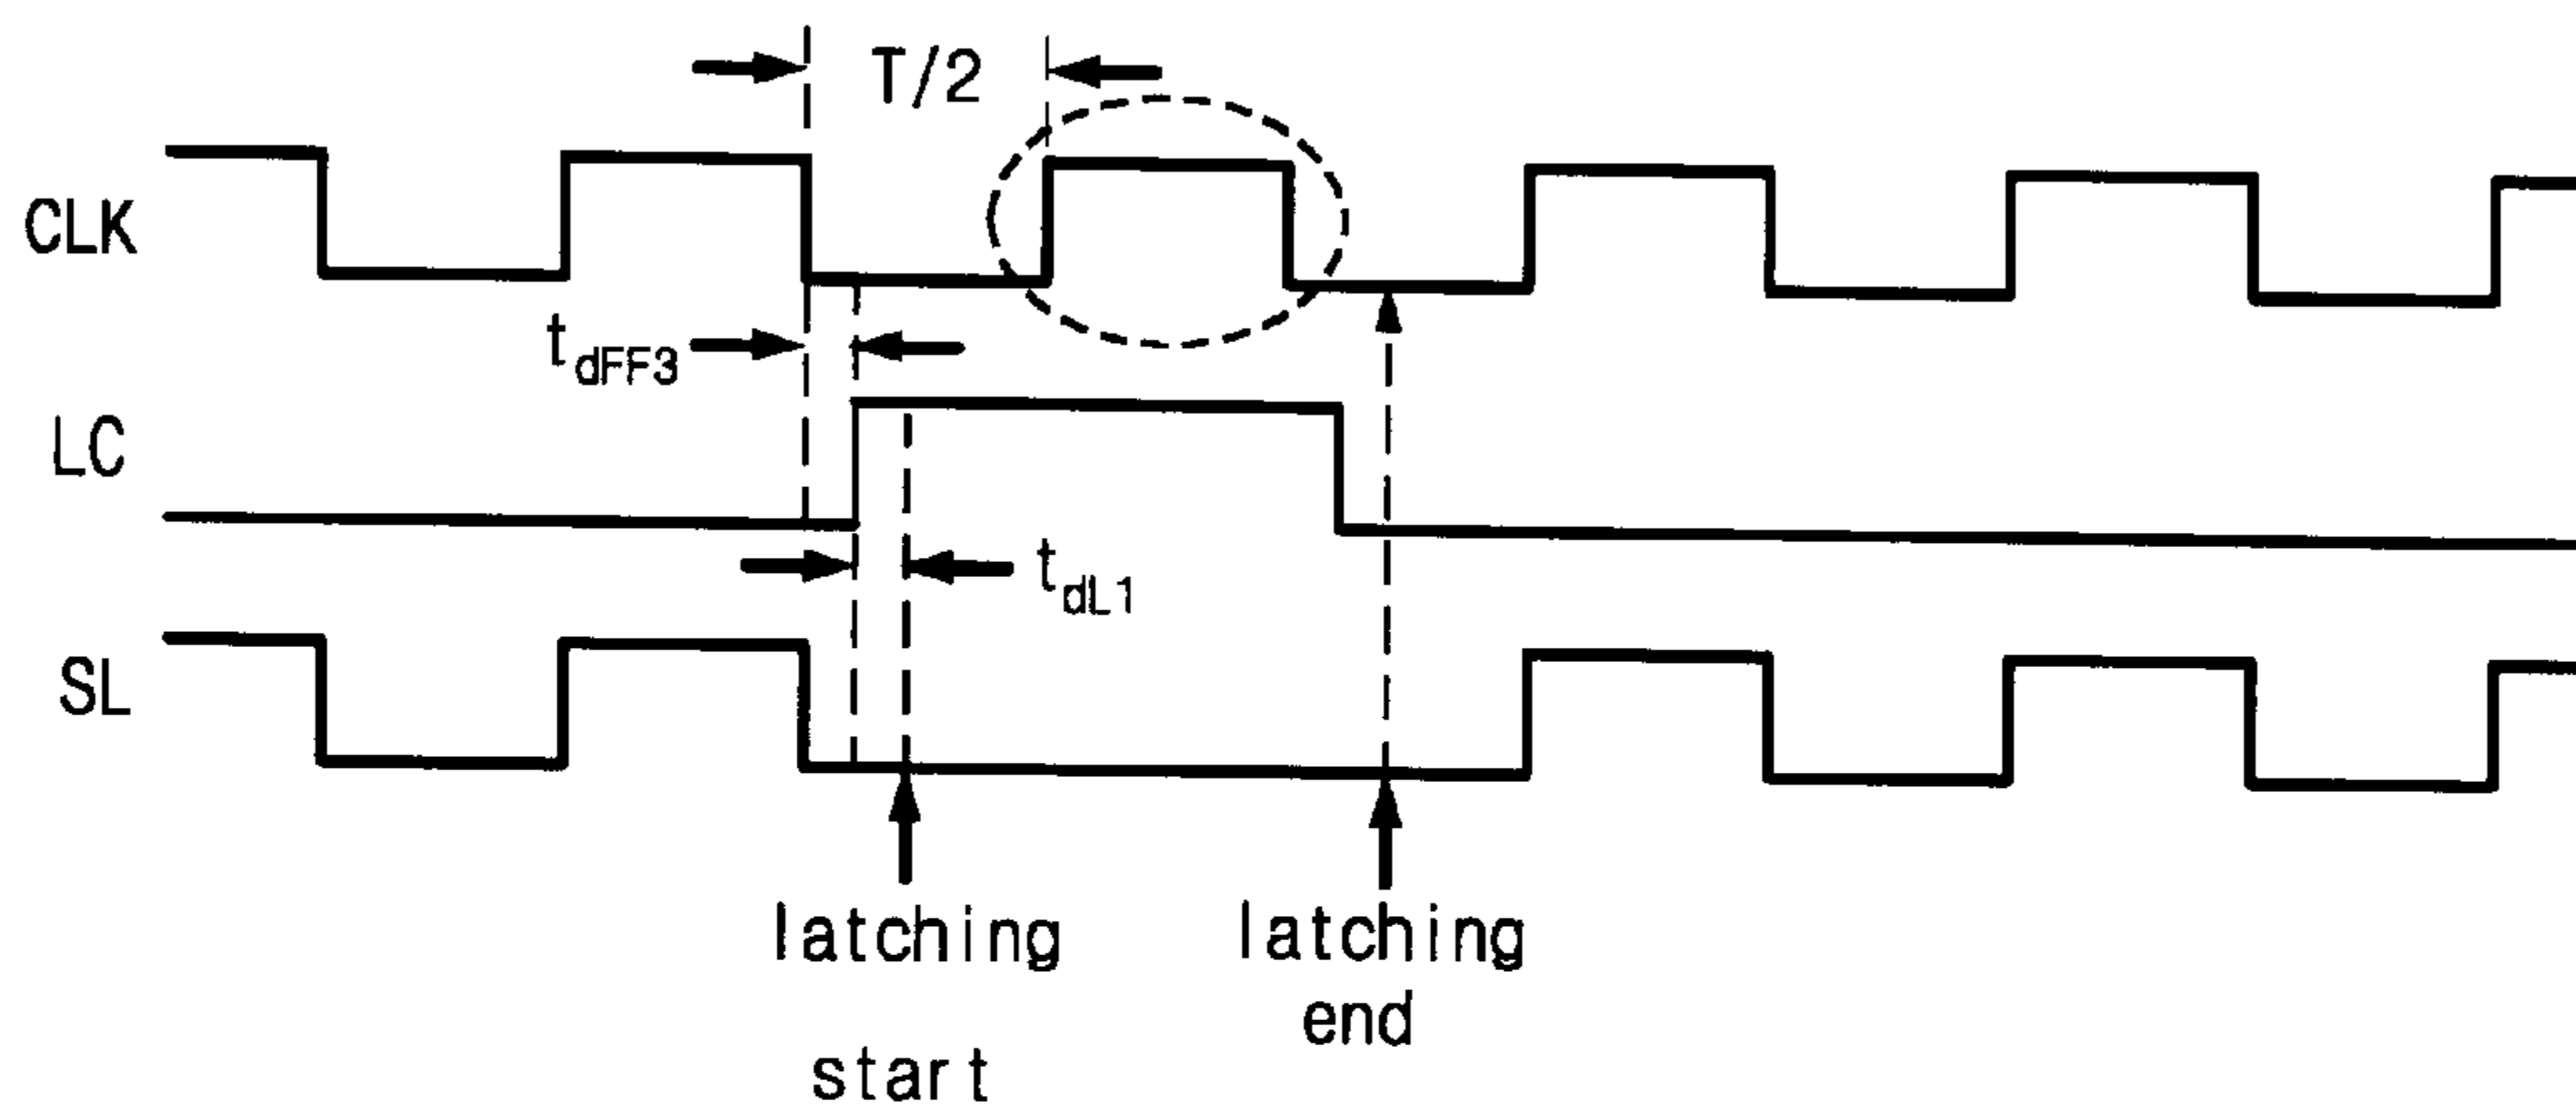 T/2
CLK
tdFF3
LC
tdL1
SL
latching
start
latching
end